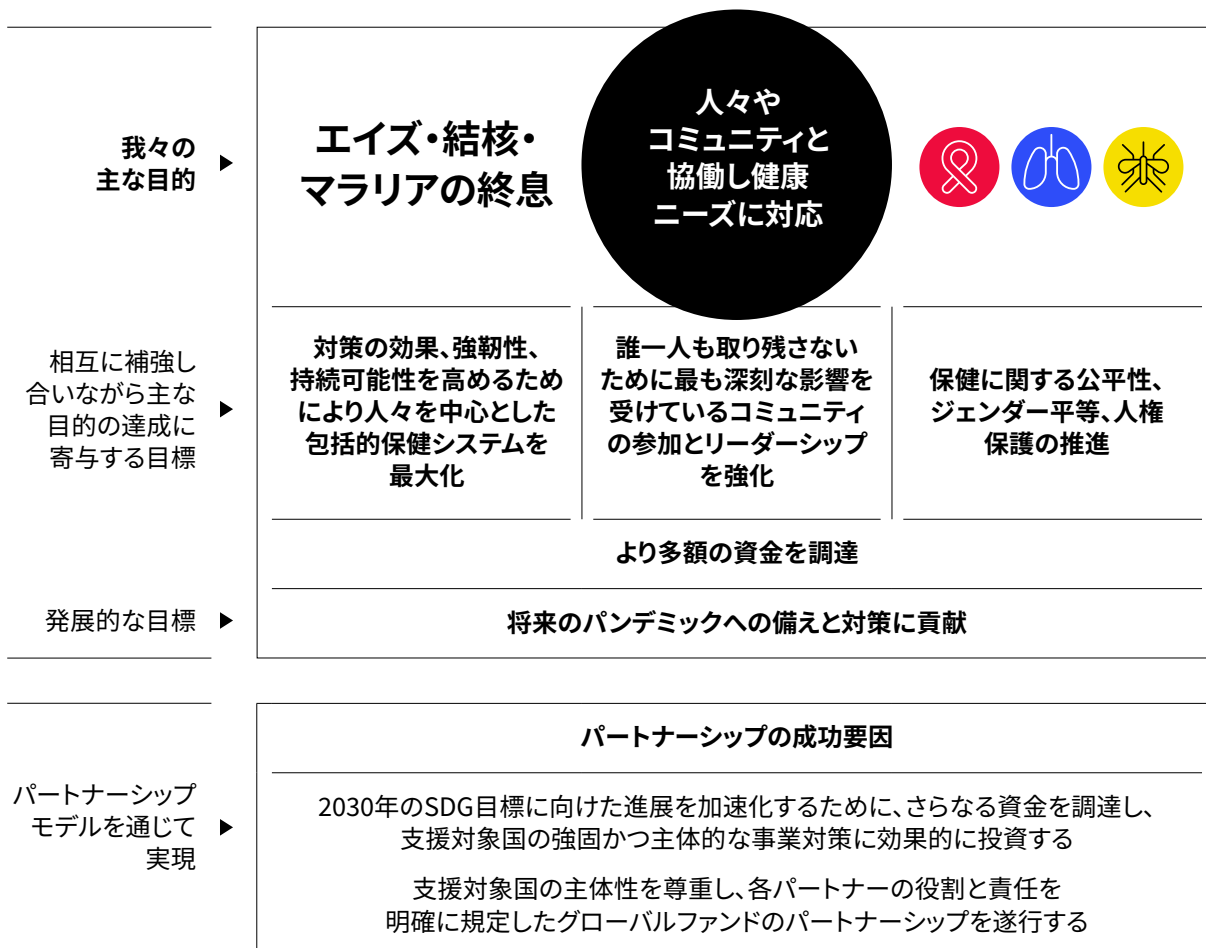 我々の
主な目的
エイズ・結核・
マラリアの終息
人々や
コミュニティと
協働し健康
ニーズに対応
相互に補強し
合いながら主な
目的の達成に
寄与する目標
対策の効果、強靭性、
持続可能性を高めるため
により人々を中心とした
包括的保健システムを
最大化
誰一人も取り残さない
ために最も深刻な影響を
受けているコミュニティ
の参加とリーダーシップ
を強化
保健に関する公平性、
ジェンダー平等、人権
保護の推進
より多額の資金を調達
発展的な目標
将来のパンデミックへの備えと対策に貢献
パートナーシップ
モデルを通じて
実現
パートナーシップの成功要因
2030年のSDG目標に向けた進展を加速化するために、さらなる資金を調達し、
支援対象国の強固かつ主体的な事業対策に効果的に投資する
支援対象国の主体性を尊重し、各パートナーの役割と責任を
明確に規定したグローバルファンドのパートナーシップを遂行する